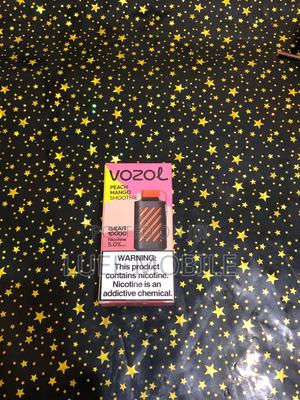 VOZOL
PEACH
MANGO
SMOOTHIE
GEAR
10000
Nicotine
5.0%
WARNING:
This product
contains nicotine.
Nicotine is an
addictive chemical.